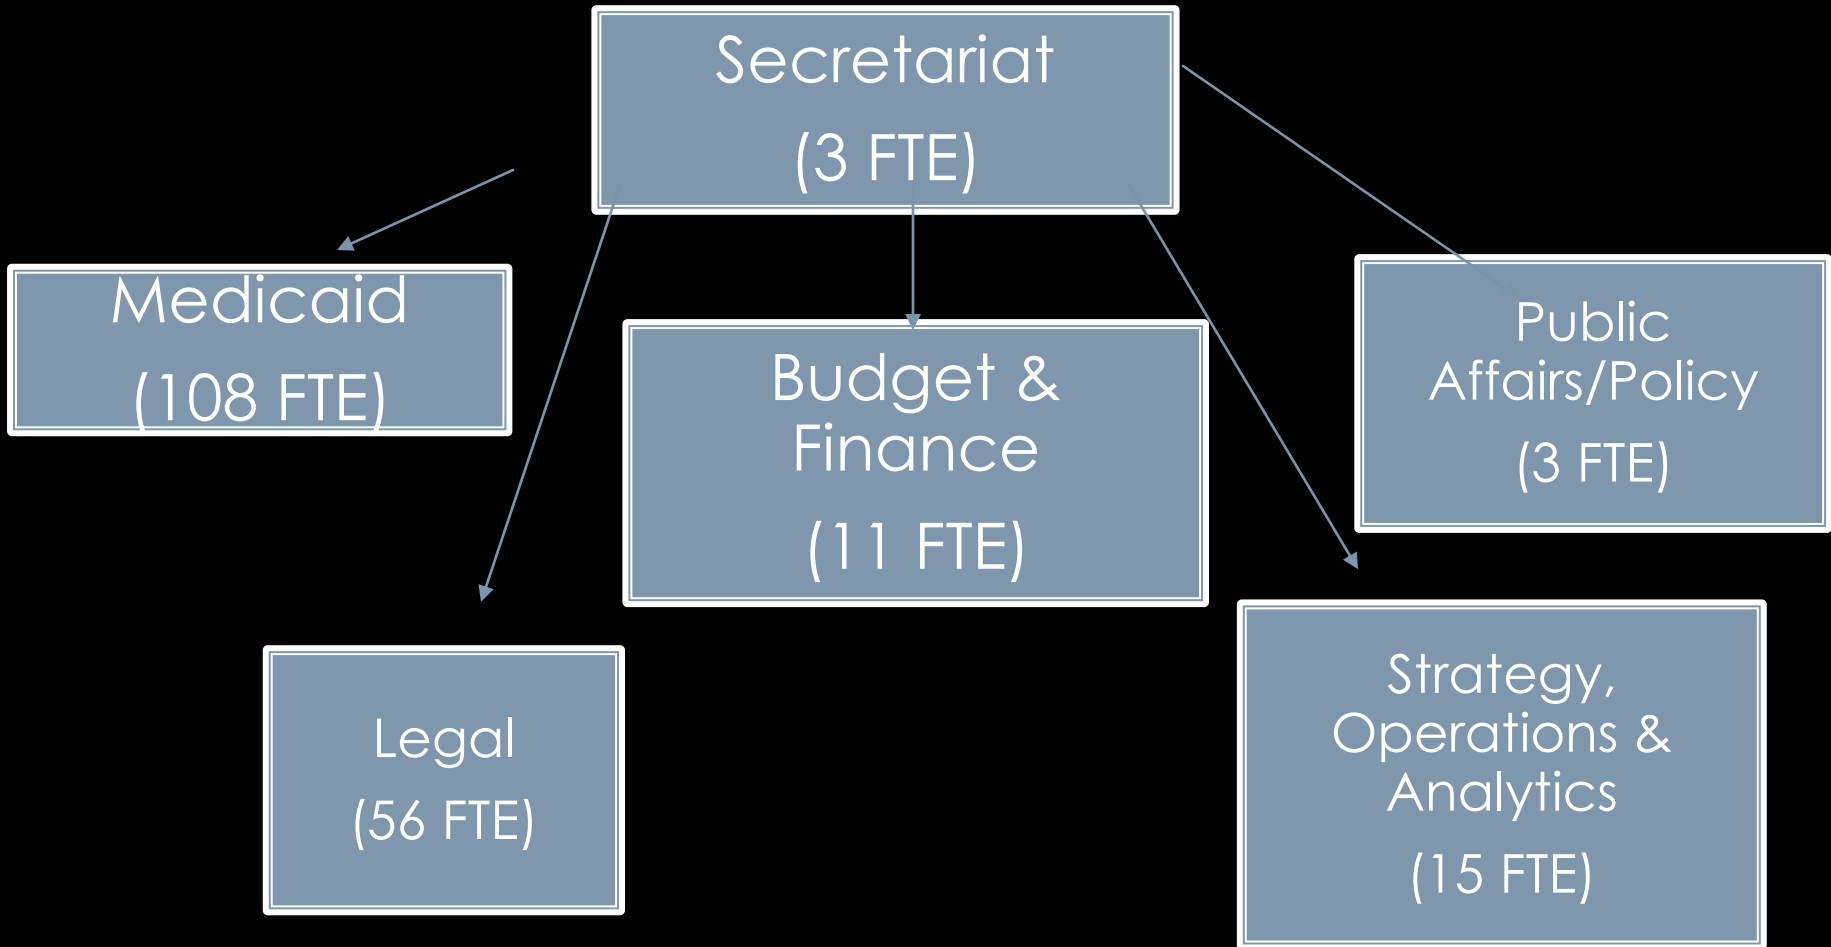 Secretariat
(3 FTE)
Medicaid
(108 FTE)
Budget &
Finance
(11 FTE)
Public
Affairs/Policy
(3 FTE)
Legal
(56 FTE)
Strategy,
Operations &
Analytics
(15 FTE)